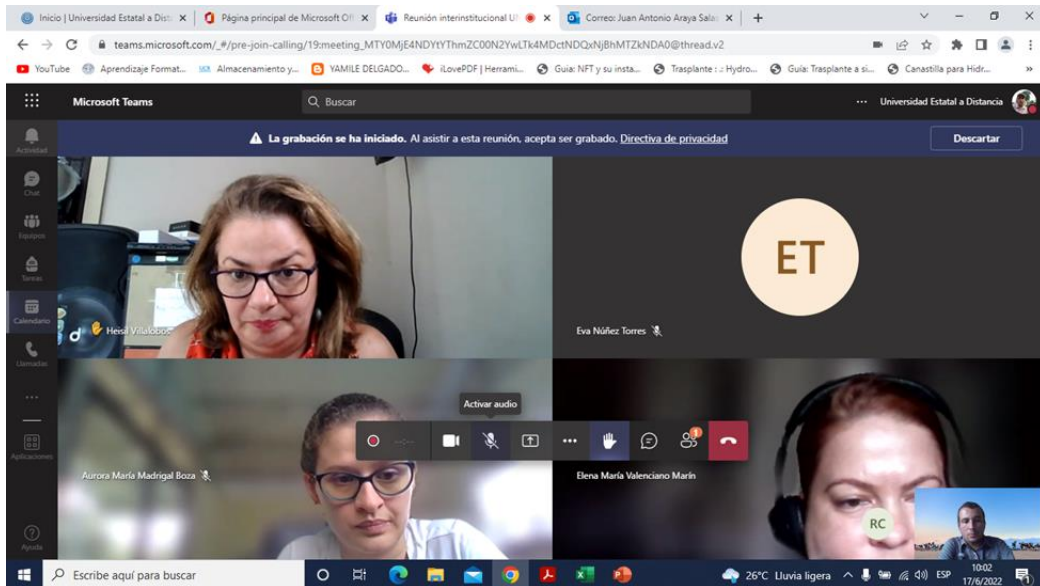 Inicio | Universidad Estatal a Dist
Página principal de Microsoft Of
Reunión interinstitucional U
Correo: Juan Antonio Araya Sala
teams.microsoft.com/_#/pre-join-calling/19:meeting_MTY0MjE4NDYtYThmZC00N2YwLTk4MDctNDQxNjBhMTZkNDA0@thread.v2
YouTube
Aprendizaje Format...
Almacenamiento y...
YAMILE DELGADO...
iLovePDF | Herrami...
Guía: NFT y su insta...
Trasplante : .: Hydro...
Guía: Trasplante a si...
Canastilla para Hidr...
Microsoft Teams
Buscar
Universidad Estatal a Distancia
La grabación se ha iniciado. Al asistir a esta reunión, acepta ser grabado. Directiva de privacidad
Descartar
Actividad
Chat
Equipos
Tareas
Calendario
Llamadas
Aplicaciones
Ayuda
Heisil Villalobos
ET
Eva Núñez Torres
Activar audio
--:--
1
Aurora María Madrigal Boza
Elena María Valenciano Marín
RC
Escribe aquí para buscar
26°C Lluvia ligera
ESP
10:02
17/6/2022